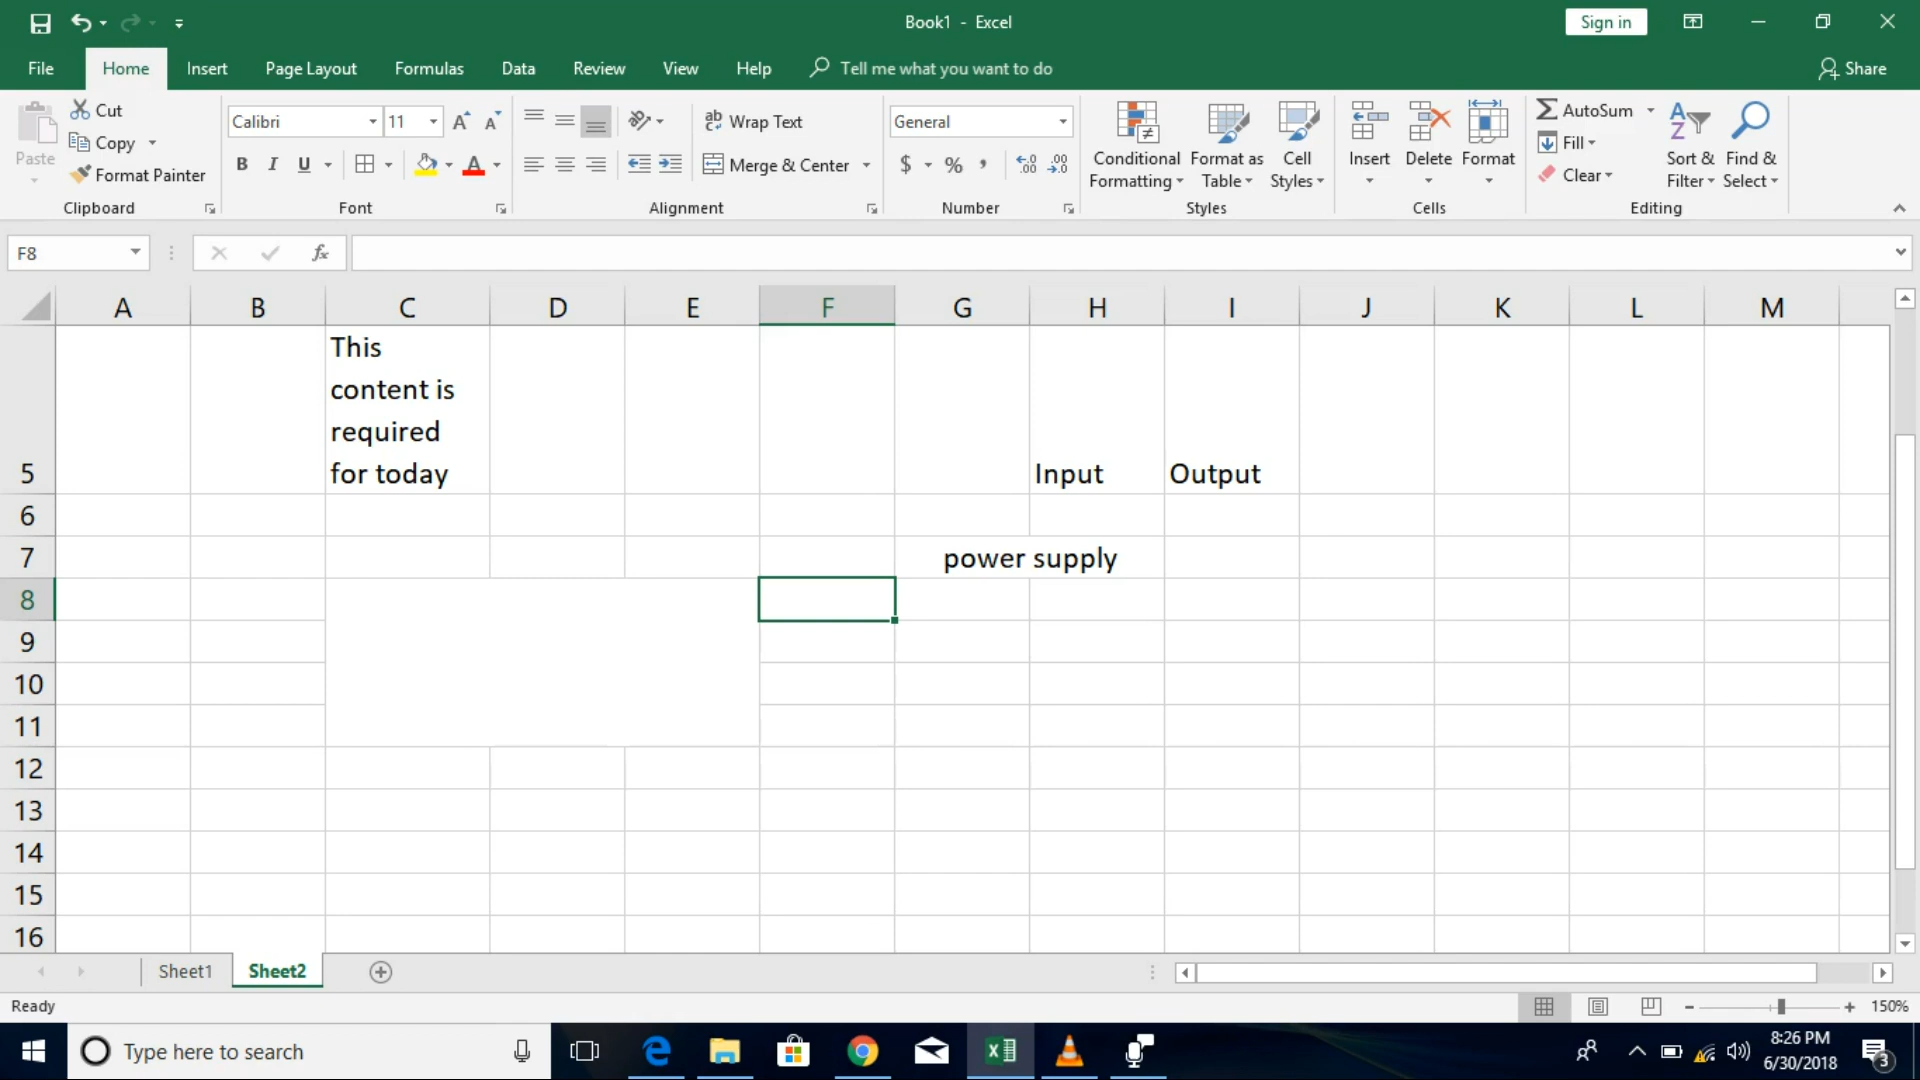 Book1 - Excel
Sign in
File Home Insert Page Layout Formulas Data Review View Help Tell me what you want to do Share
Paste
Cut
Copy
Format Painter
Clipboard
Calibri 11
B I U
A A
Font
ab Wrap Text
Merge & Center
Alignment
General
$ % ,
.00 .0
Number
Conditional Formatting
Format as Table
Cell Styles
Styles
Insert Delete Format
Cells
AutoSum
Fill
Clear
Sort & Filter
Find & Select
Editing
F8 fx
A B C D E F G H I J K L M
This
content is
required
5 for today Input Output
6
7 power supply
8
9
10
11
12
13
14
15
16
Sheet1 Sheet2
Ready 150%
Type here to search
8:26 PM
6/30/2018
3